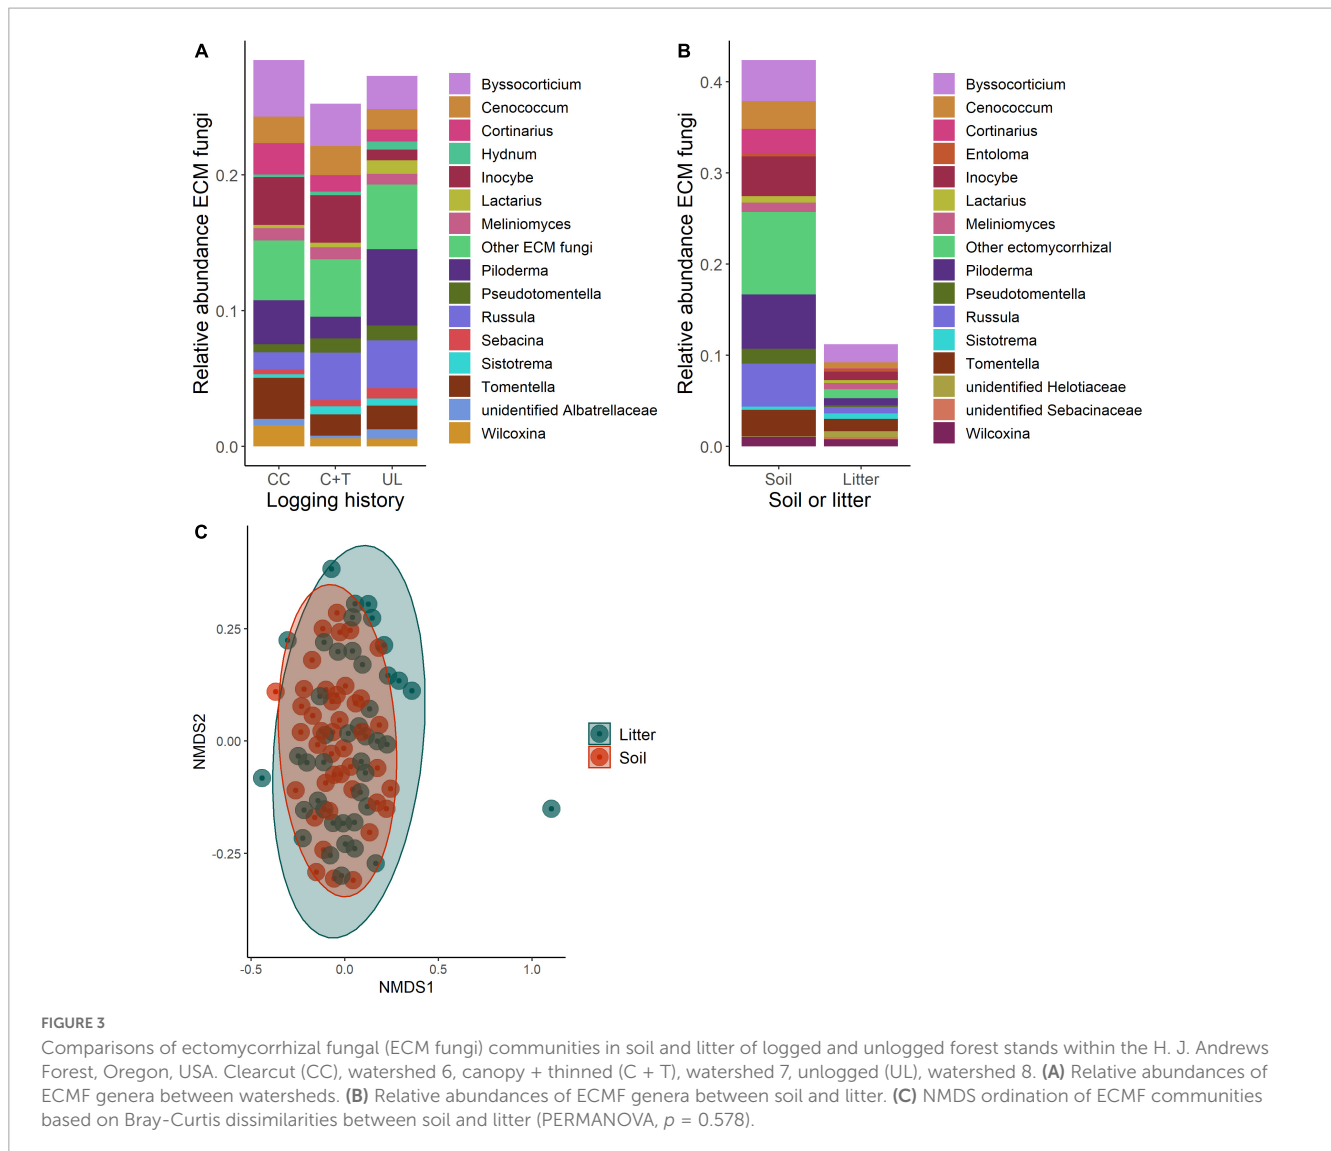 A
Relative abundance ECM fungi
0.2
0.1
0.0
CC C+T UL
Logging history
Byssocorticium
Cenococcum
Cortinarius
Hydnum
Inocybe
Lactarius
Meliniomyces
Other ECM fungi
Piloderma
Pseudotomentella
Russula
Sebacina
Sistotrema
Tomentella
unidentified Albatrellaceae
Wilcoxina
B
Relative abundance ECM fungi
0.4
0.3
0.2
0.1
0.0
Soil Litter
Soil or litter
Byssocorticium
Cenococcum
Cortinarius
Entoloma
Inocybe
Lactarius
Meliniomyces
Other ectomycorrhizal
Piloderma
Pseudotomentella
Russula
Sistotrema
Tomentella
unidentified Helotiaceae
unidentified Sebacinaceae
Wilcoxina
C
NMDS2
0.25
0.00
-0.25
-0.5 0.0 0.5 1.0
NMDS1
Litter
Soil
FIGURE 3
Comparisons of ectomycorrhizal fungal (ECM fungi) communities in soil and litter of logged and unlogged forest stands within the H. J. Andrews
Forest, Oregon, USA. Clearcut (CC), watershed 6, canopy + thinned (C + T), watershed 7, unlogged (UL), watershed 8. (A) Relative abundances of
ECMF genera between watersheds. (B) Relative abundances of ECMF genera between soil and litter. (C) NMDS ordination of ECMF communities
based on Bray-Curtis dissimilarities between soil and litter (PERMANOVA, p = 0.578).